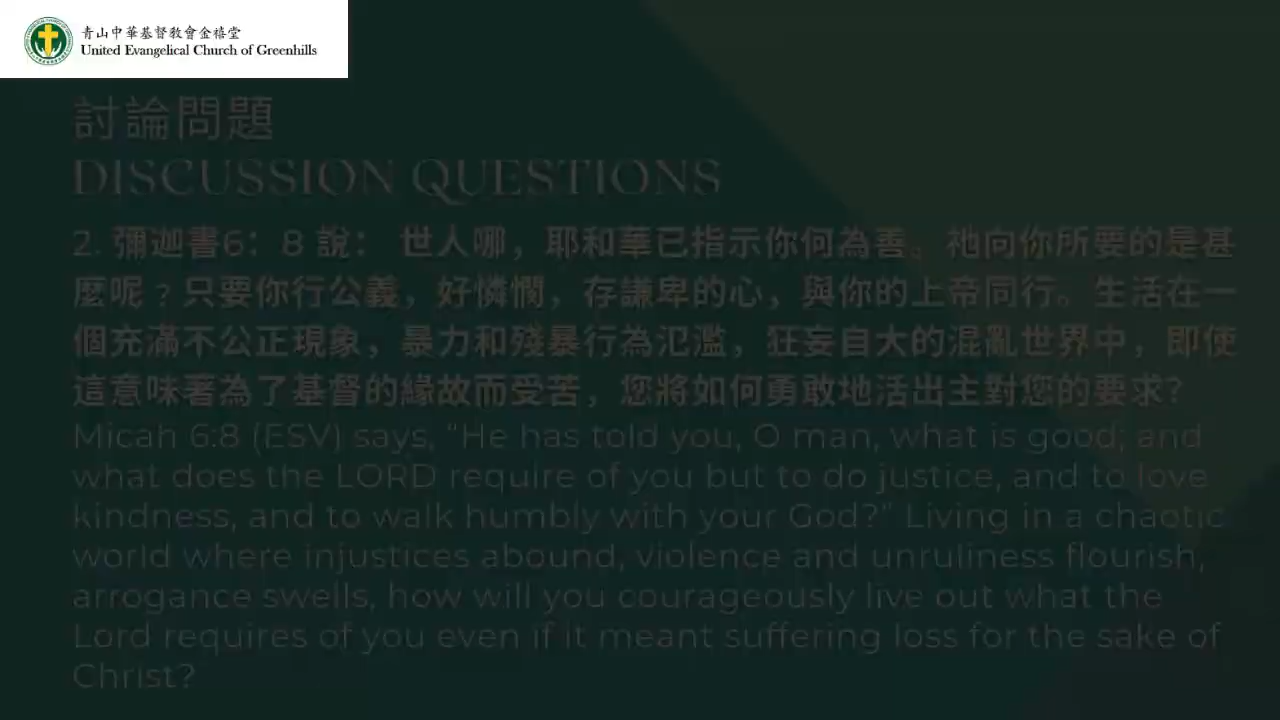 青山中華基督教會金禧堂
United Evangelical Church of Greenhills
討論問題
DISCUSSION QUESTIONS
2. 彌迦書6：8 說： 世人哪，耶和華已指示你何為善。祂向你所要的是甚
麼呢？只要你行公義，好憐憫，存謙卑的心，與你的上帝同行。生活在一
個充滿不公正現象，暴力和殘暴行為氾濫，狂妄自大的混亂世界中，即使
這意味著為了基督的緣故而受苦，您將如何勇敢地活出主對您的要求？
Micah 6:8 (ESV) says, “He has told you, O man, what is good; and
what does the LORD require of you but to do justice, and to love
kindness, and to walk humbly with your God?” Living in a chaotic
world where injustices abound, violence and unruliness flourish,
arrogance swells, how will you courageously live out what the
Lord requires of you even if it meant suffering loss for the sake of
Christ?